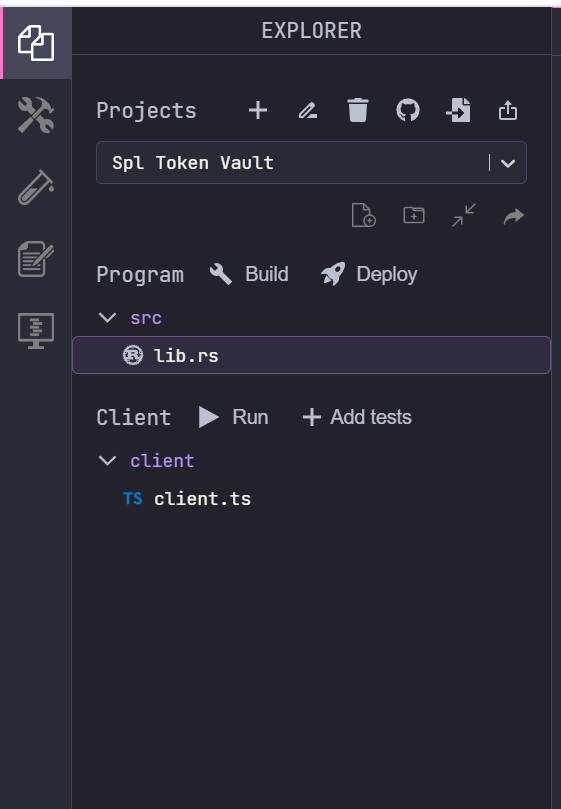 EXPLORER
Projects
Spl Token Vault
Program Build Deploy
src
lib.rs
Client Run Add tests
client
TS client.ts